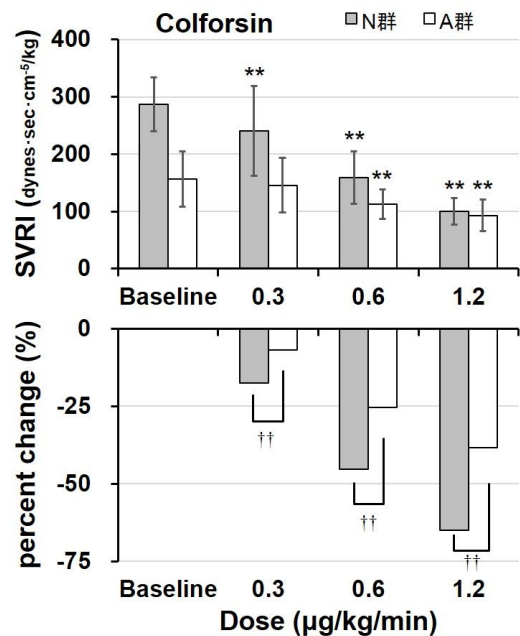 Colforsin
N群 A群
SVRI (dynes·sec·cm-5/kg)
400
300
200
100
0
** ** ** ** **
Baseline 0.3 0.6 1.2
percent change (%)
0
-25
-50
-75
†† †† ††
Baseline 0.3 0.6 1.2
Dose (µg/kg/min)